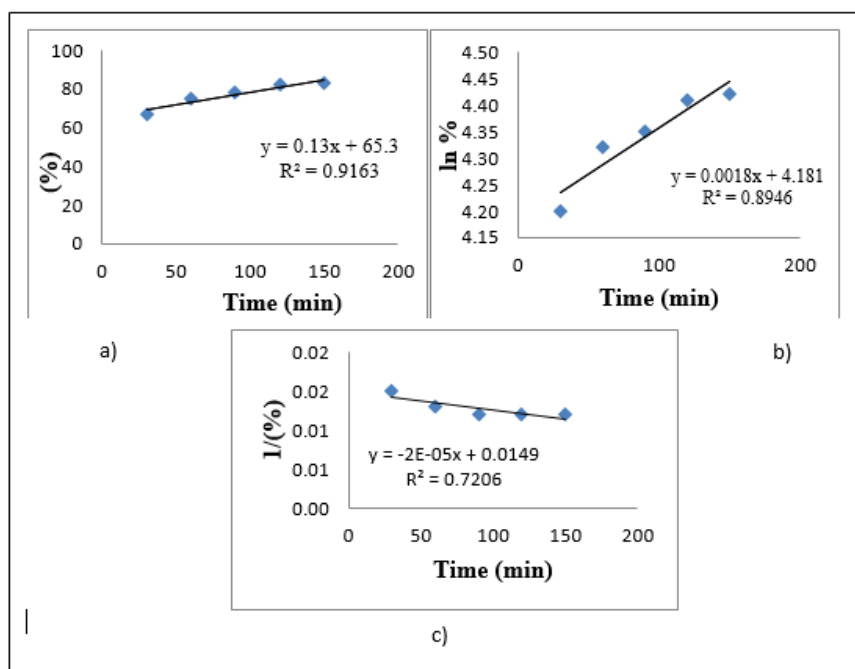 100
80
60
40
20
0
(%)
y = 0.13x + 65.3
R² = 0.9163
0 50 100 150 200
Time (min)
a)
4.50
4.45
4.40
4.35
4.30
4.25
4.20
4.15
ln %
y = 0.0018x + 4.181
R² = 0.8946
0 100 200
Time (min)
b)
0.02
0.02
0.01
0.01
0.00
1/(%)
y = -2E-05x + 0.0149
R² = 0.7206
0 50 100 150 200
Time (min)
c)